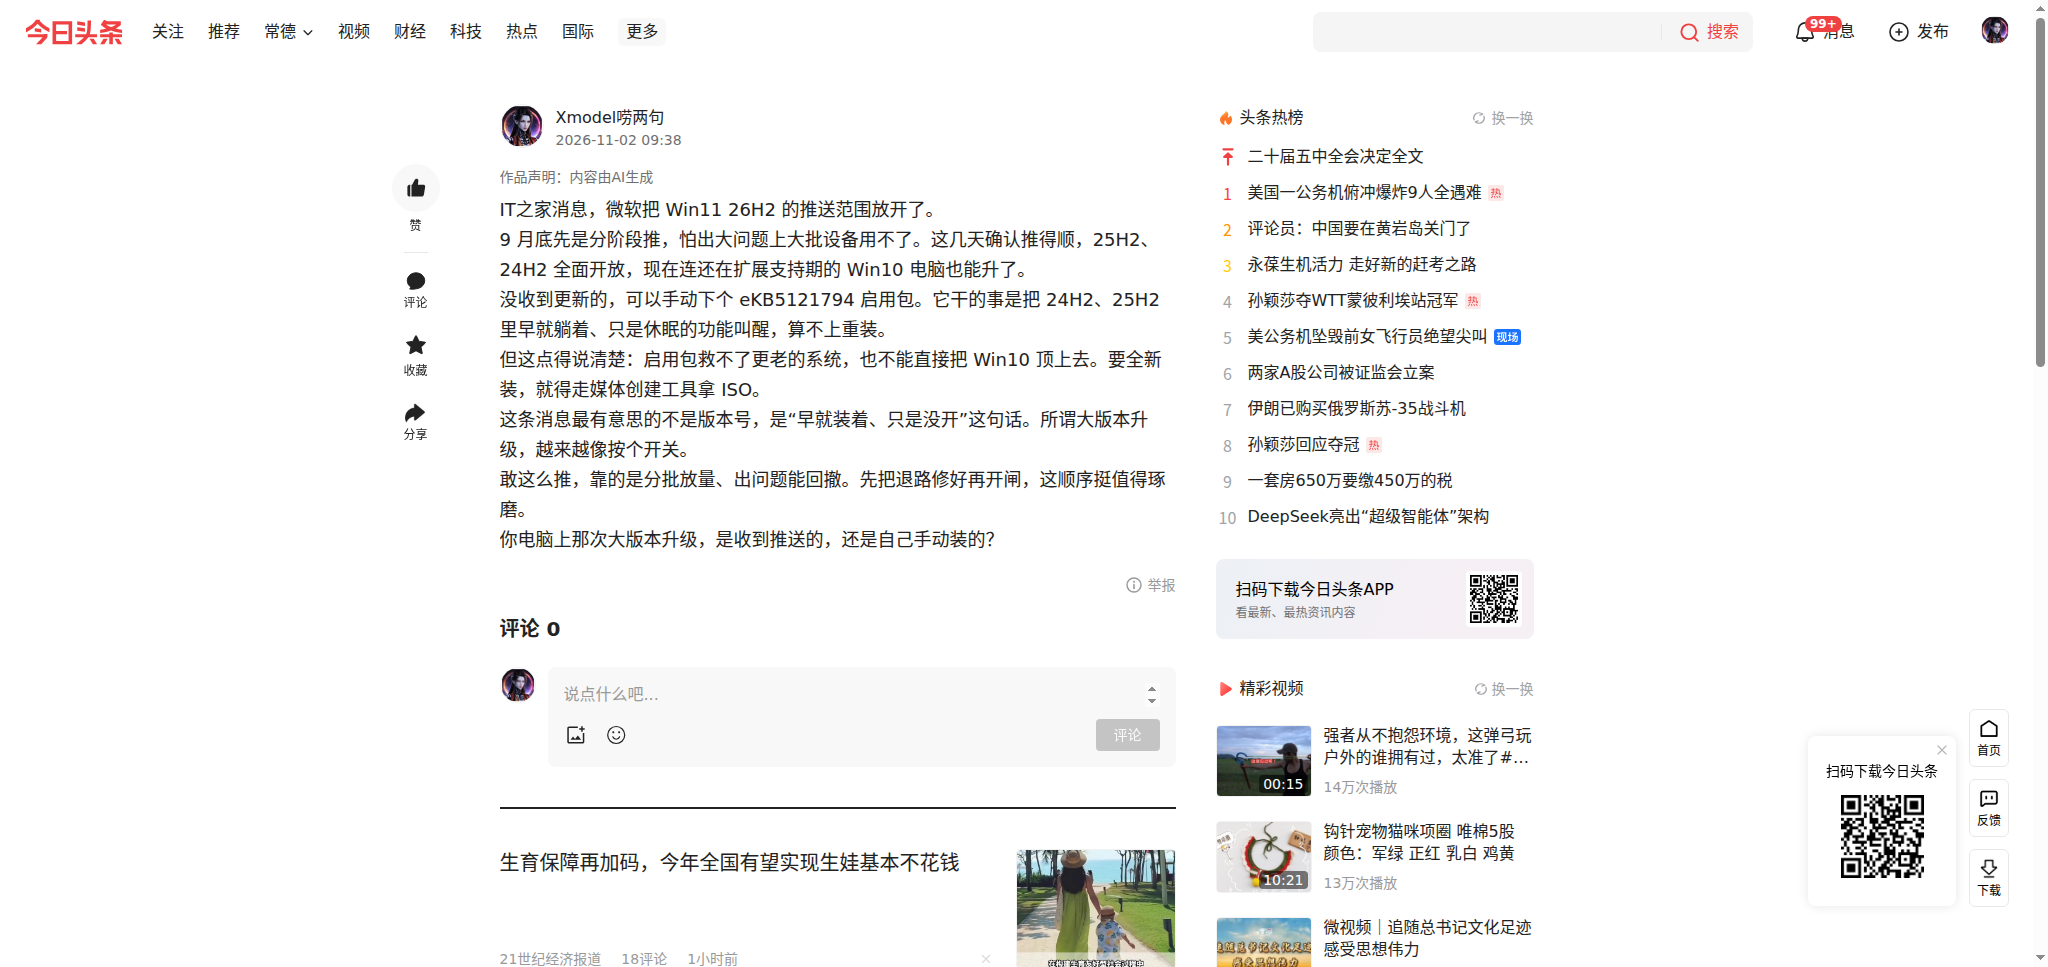 今日头条
关注 推荐 常德 视频 财经 科技 热点 国际 更多
搜索
99+
消息
发布
Xmodel唠两句
2026-11-02 09:38
作品声明：内容由AI生成
IT之家消息，微软把 Win11 26H2 的推送范围放开了。
9 月底先是分阶段推，怕出大问题上大批设备用不了。这几天确认推得顺，25H2、
24H2 全面开放，现在连还在扩展支持期的 Win10 电脑也能升了。
没收到更新的，可以手动下个 eKB5121794 启用包。它干的事是把 24H2、25H2
里早就躺着、只是休眠的功能叫醒，算不上重装。
但这点得说清楚：启用包救不了更老的系统，也不能直接把 Win10 顶上去。要全新
装，就得走媒体创建工具拿 ISO。
这条消息最有意思的不是版本号，是“早就装着、只是没开”这句话。所谓大版本升
级，越来越像按个开关。
敢这么推，靠的是分批放量、出问题能回撤。先把退路修好再开闸，这顺序挺值得琢
磨。
你电脑上那次大版本升级，是收到推送的，还是自己手动装的？
赞
评论
收藏
分享
举报
评论 0
说点什么吧...
评论
生育保障再加码，今年全国有望实现生娃基本不花钱
21世纪经济报道 18评论 1小时前
头条热榜
换一换
二十届五中全会决定全文
1 美国一公务机俯冲爆炸9人全遇难 热
2 评论员：中国要在黄岩岛关门了
3 永葆生机活力 走好新的赶考之路
4 孙颖莎夺WTT蒙彼利埃站冠军 热
5 美公务机坠毁前女飞行员绝望尖叫 现场
6 两家A股公司被证监会立案
7 伊朗已购买俄罗斯苏-35战斗机
8 孙颖莎回应夺冠 热
9 一套房650万要缴450万的税
10 DeepSeek亮出“超级智能体”架构
扫码下载今日头条APP
看最新、最热资讯内容
精彩视频
换一换
00:15
强者从不抱怨环境，这弹弓玩
户外的谁拥有过，太准了#...
14万次播放
10:21
钩针宠物猫咪项圈 唯棉5股
颜色：军绿 正红 乳白 鸡黄
13万次播放
微视频｜追随总书记文化足迹
感受思想伟力
扫码下载今日头条
首页
反馈
下载